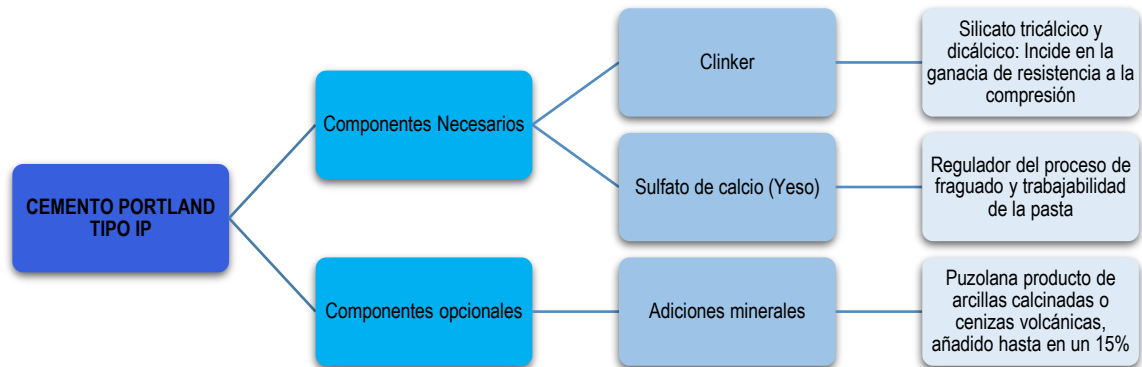 CEMENTO PORTLAND
TIPO IP
Componentes Necesarios
Clinker
Silicato tricálcico y
dicálcico: Incide en la
ganacia de resistencia a la
compresión
Sulfato de calcio (Yeso)
Regulador del proceso de
fraguado y trabajabilidad
de la pasta
Componentes opcionales
Adiciones minerales
Puzolana producto de
arcillas calcinadas o
cenizas volcánicas,
añadido hasta en un 15%